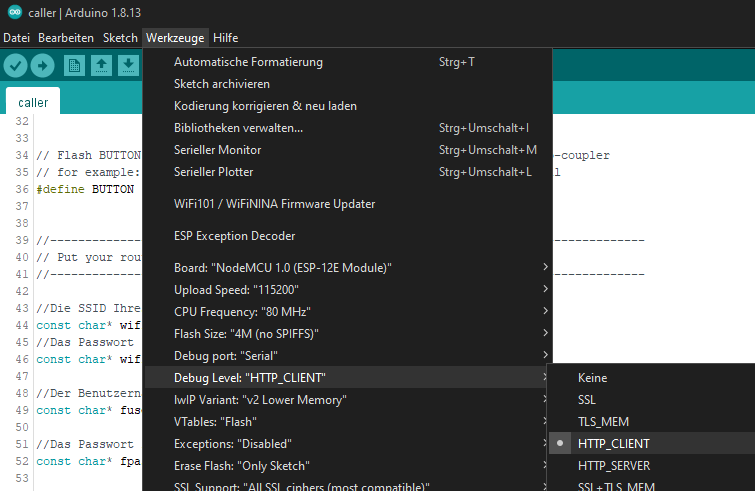 caller | Arduino 1.8.13
Datei Bearbeiten Sketch Werkzeuge Hilfe
Automatische Formatierung Strg+T
Sketch archivieren
Kodierung korrigieren & neu laden
Bibliotheken verwalten... Strg+Umschalt+I
Serieller Monitor Strg+Umschalt+M
Serieller Plotter Strg+Umschalt+L
WiFi101 / WiFiNINA Firmware Updater
ESP Exception Decoder
Board: "NodeMCU 1.0 (ESP-12E Module)"
Upload Speed: "115200"
CPU Frequency: "80 MHz"
Flash Size: "4M (no SPIFFS)"
Debug port: "Serial"
Debug Level: "HTTP_CLIENT"
IwIP Variant: "v2 Lower Memory"
VTables: "Flash"
Exceptions: "Disabled"
Erase Flash: "Only Sketch"
SSL Support: "All SSL ciphers (most compatible)"
Keine
SSL
TLS_MEM
HTTP_CLIENT
HTTP_SERVER
SSL+TLS_MEM
caller
32
33
34 // Flash BUTTON -coupler
35 // for example: l
36 #define BUTTON
37
38
39 //--------------- ---------------
40 // Put your rou
41 //--------------- ---------------
42
43 //Die SSID Ihre
44 const char* wif
45 //Das Passwort
46 const char* wif
47
48 //Der Benutzern
49 const char* fus
50
51 //Das Passwort
52 const char* fpa
53